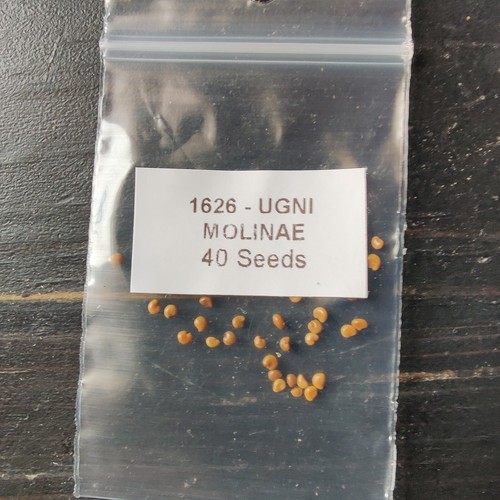 1626 - UGNI
MOLINAE
40 Seeds